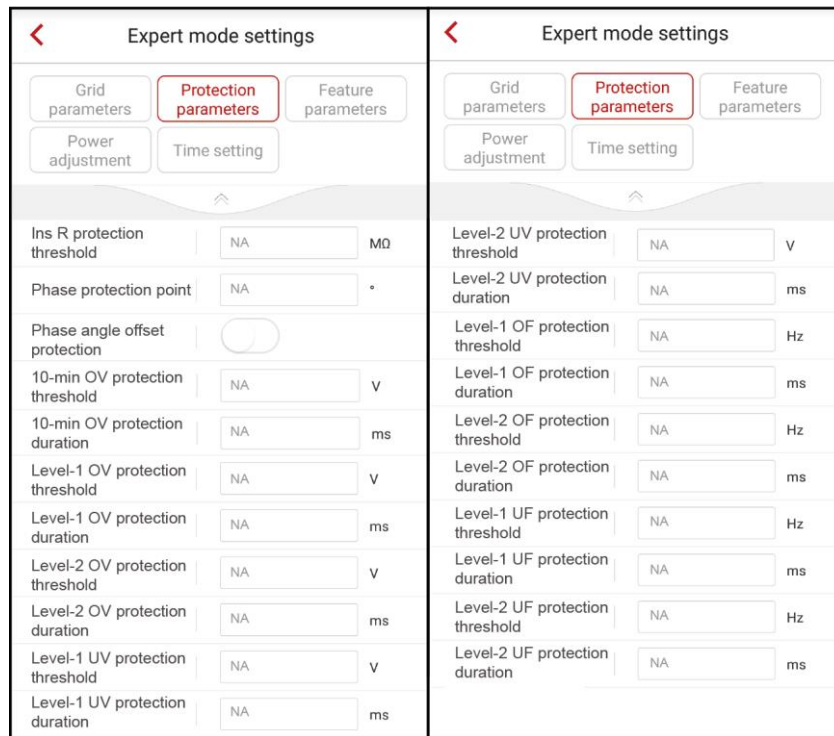 Expert mode settings
Grid
parameters
Protection
parameters
Feature
parameters
Power
adjustment
Time setting
Ins R protection
threshold
NA
MΩ
Phase protection point
NA
°
Phase angle offset
protection
10-min OV protection
threshold
NA
V
10-min OV protection
duration
NA
ms
Level-1 OV protection
threshold
NA
V
Level-1 OV protection
duration
NA
ms
Level-2 OV protection
threshold
NA
V
Level-2 OV protection
duration
NA
ms
Level-1 UV protection
threshold
NA
V
Level-1 UV protection
duration
NA
ms
Expert mode settings
Grid
parameters
Protection
parameters
Feature
parameters
Power
adjustment
Time setting
Level-2 UV protection
threshold
NA
V
Level-2 UV protection
duration
NA
ms
Level-1 OF protection
threshold
NA
Hz
Level-1 OF protection
duration
NA
ms
Level-2 OF protection
threshold
NA
Hz
Level-2 OF protection
duration
NA
ms
Level-1 UF protection
threshold
NA
Hz
Level-1 UF protection
duration
NA
ms
Level-2 UF protection
threshold
NA
Hz
Level-2 UF protection
duration
NA
ms